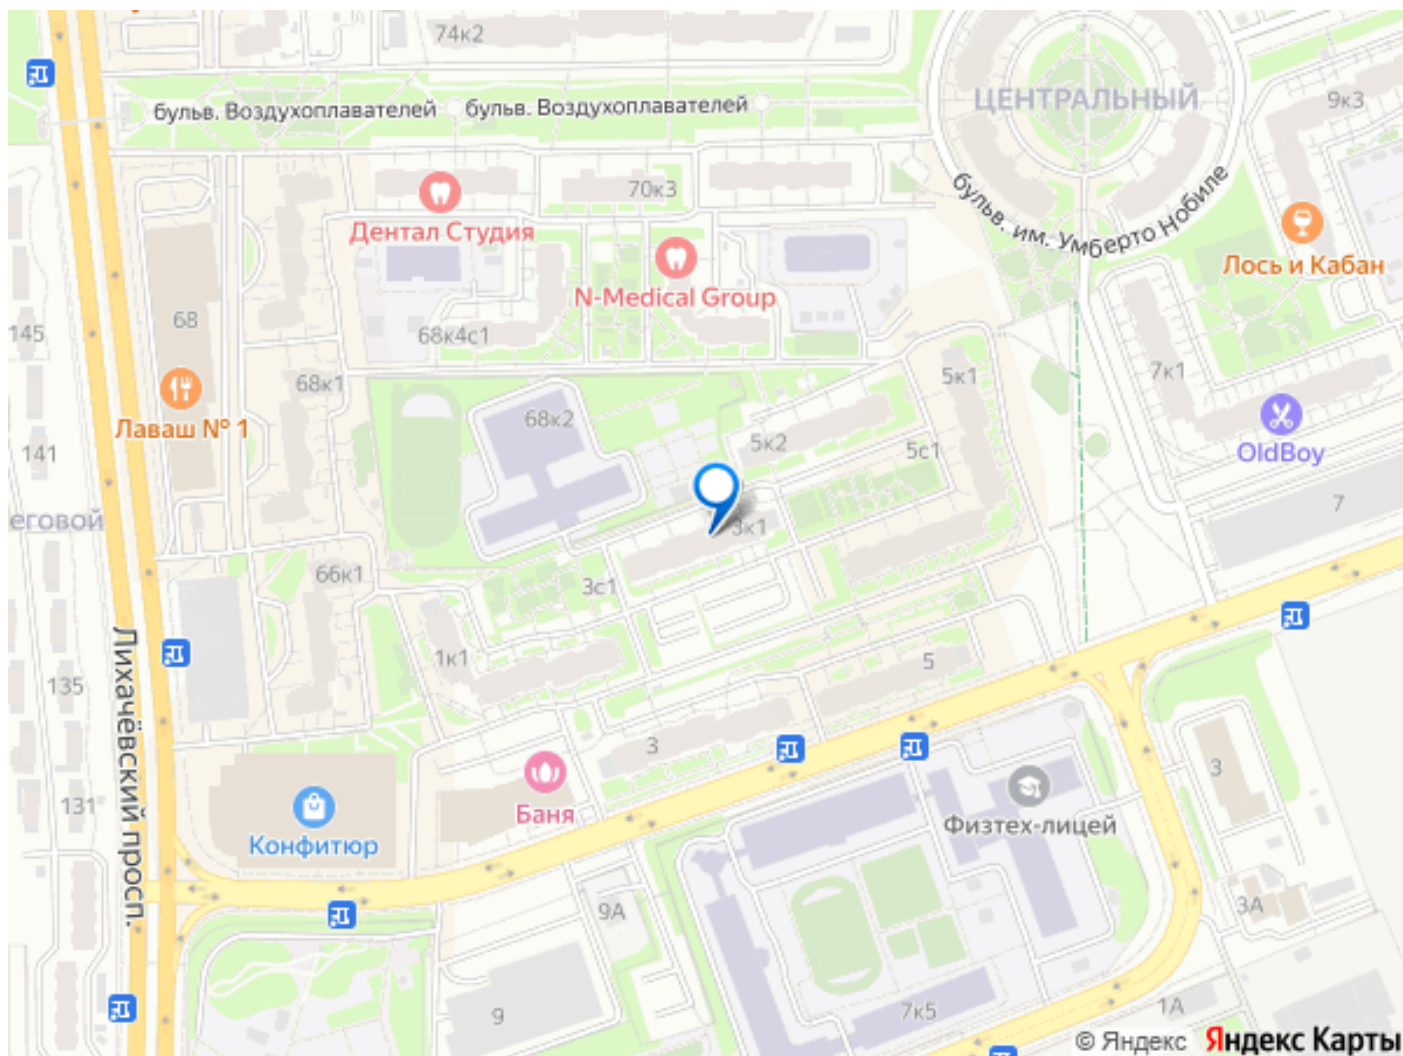 74к2
бульв. Воздухоплавателей
бульв. Воздухоплавателей
ЦЕНТРАЛЬНЫЙ
9к3
70к3
Дентал Студия
бульв. им. Умберто Нобиле
N-Medical Group
Лось и Кабан
68
145
68к4с1
68к1
5к1
7к1
Лаваш № 1
68к2
5к2
5с1
141
OldBoy
7
еговой
3к1
66к1
3с1
Лихачёвский просп.
1к1
5
135
3
3
131
Баня
Конфитюр
Физтех-лицей
9А
3А
9
7к5
1А
© Яндекс Яндекс Карты